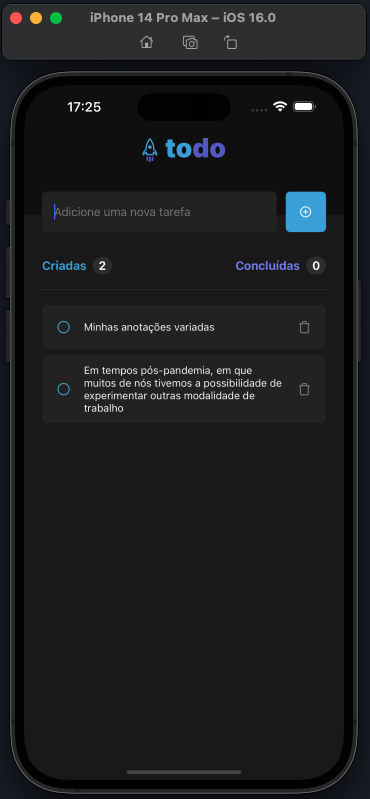 iPhone 14 Pro Max – iOS 16.0
17:25
todo
Adicione uma nova tarefa
Criadas 2
Concluídas 0
Minhas anotações variadas
Em tempos pós-pandemia, em que
muitos de nós tivemos a possibilidade de
experimentar outras modalidade de
trabalho